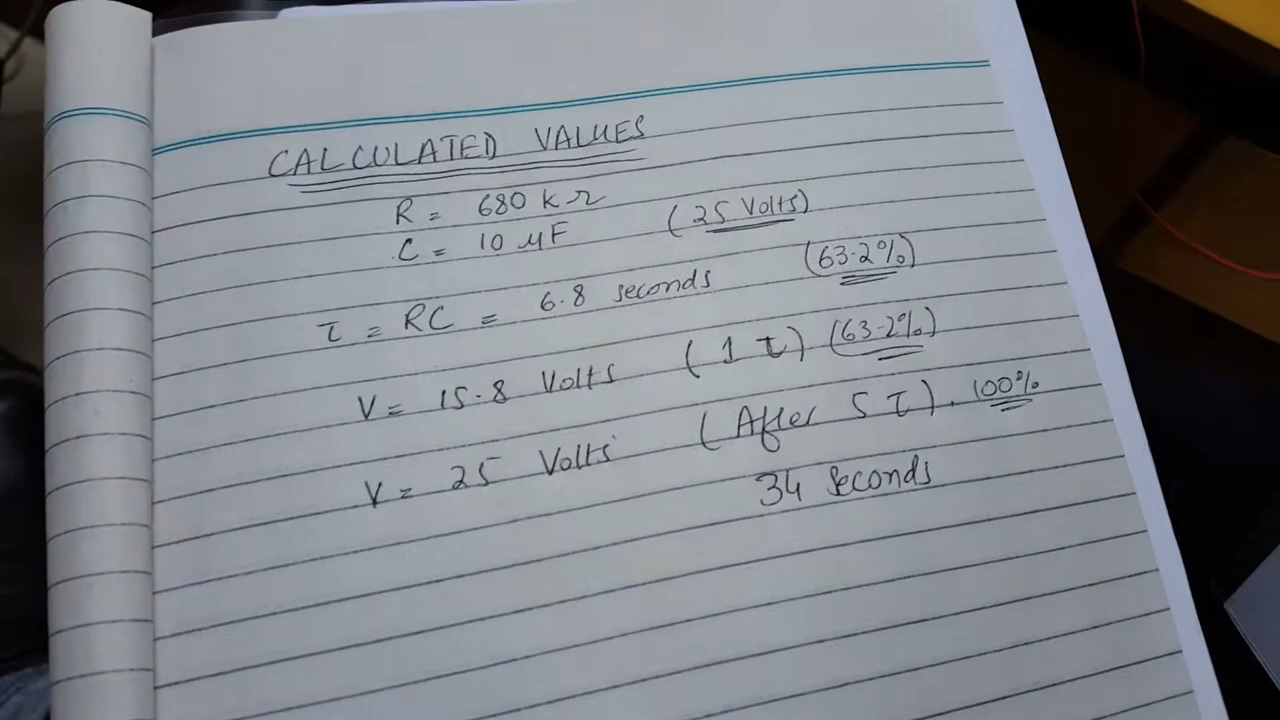 CALCULATED VALUES
R = 680 k Ω
C = 10 μF (25 Volts)
τ = RC = 6.8 seconds (63.2%)
V = 15.8 Volts (1 τ) (63.2%)
V = 25 Volts (After 5 τ). 100%
34 Seconds